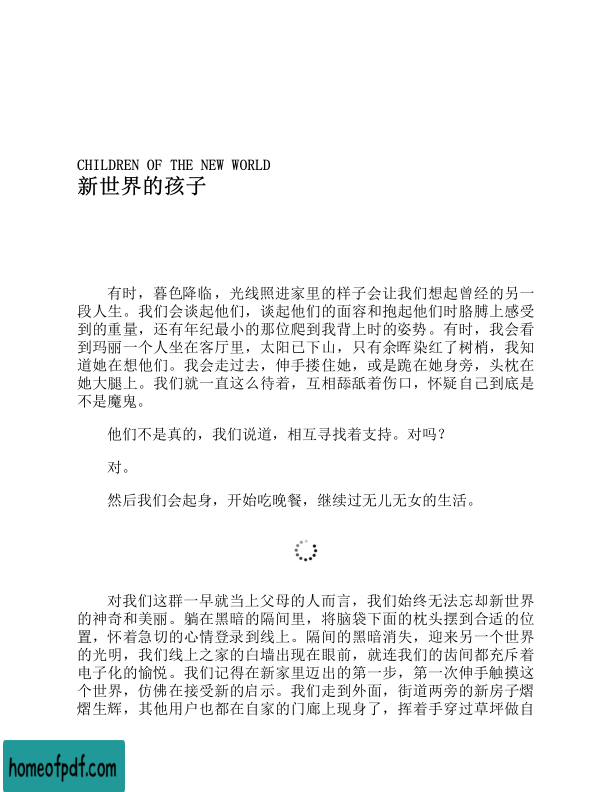 CHILDREN OF THE NEW WORLD
新世界的孩子
有时，暮色降临，光线照进家里的样子会让我们想起曾经的另一
段人生。我们会谈起他们，谈起他们的面容和抱起他们时胳膊上感受
到的重量，还有年纪最小的那位爬到我背上时的姿势。有时，我会看
到玛丽一个人坐在客厅里，太阳已下山，只有余晖染红了树梢，我知
道她在想他们。我会走过去，伸手搂住她，或是跪在她身旁，头枕在
她大腿上。我们就一直这么待着，互相舔舐着伤口，怀疑自己到底是
不是魔鬼。
他们不是真的，我们说道，相互寻找着支持。对吗？
对。
然后我们会起身，开始吃晚餐，继续过无儿无女的生活。
对我们这群一早就当上父母的人而言，我们始终无法忘却新世界
的神奇和美丽。躺在黑暗的隔间里，将脑袋下面的枕头摆到合适的位
置，怀着急切的心情登录到线上。隔间的黑暗消失，迎来另一个世界
的光明，我们线上之家的白墙出现在眼前，就连我们的齿间都充斥着
电子化的愉悦。我们记得在新家里迈出的第一步，第一次伸手触摸这
个世界，仿佛在接受新的启示。我们走到外面，街道两旁的新房子熠
熠生辉，其他用户也都在自家的门廊上现身了，挥着手穿过草坪做自
homeofpdf.com